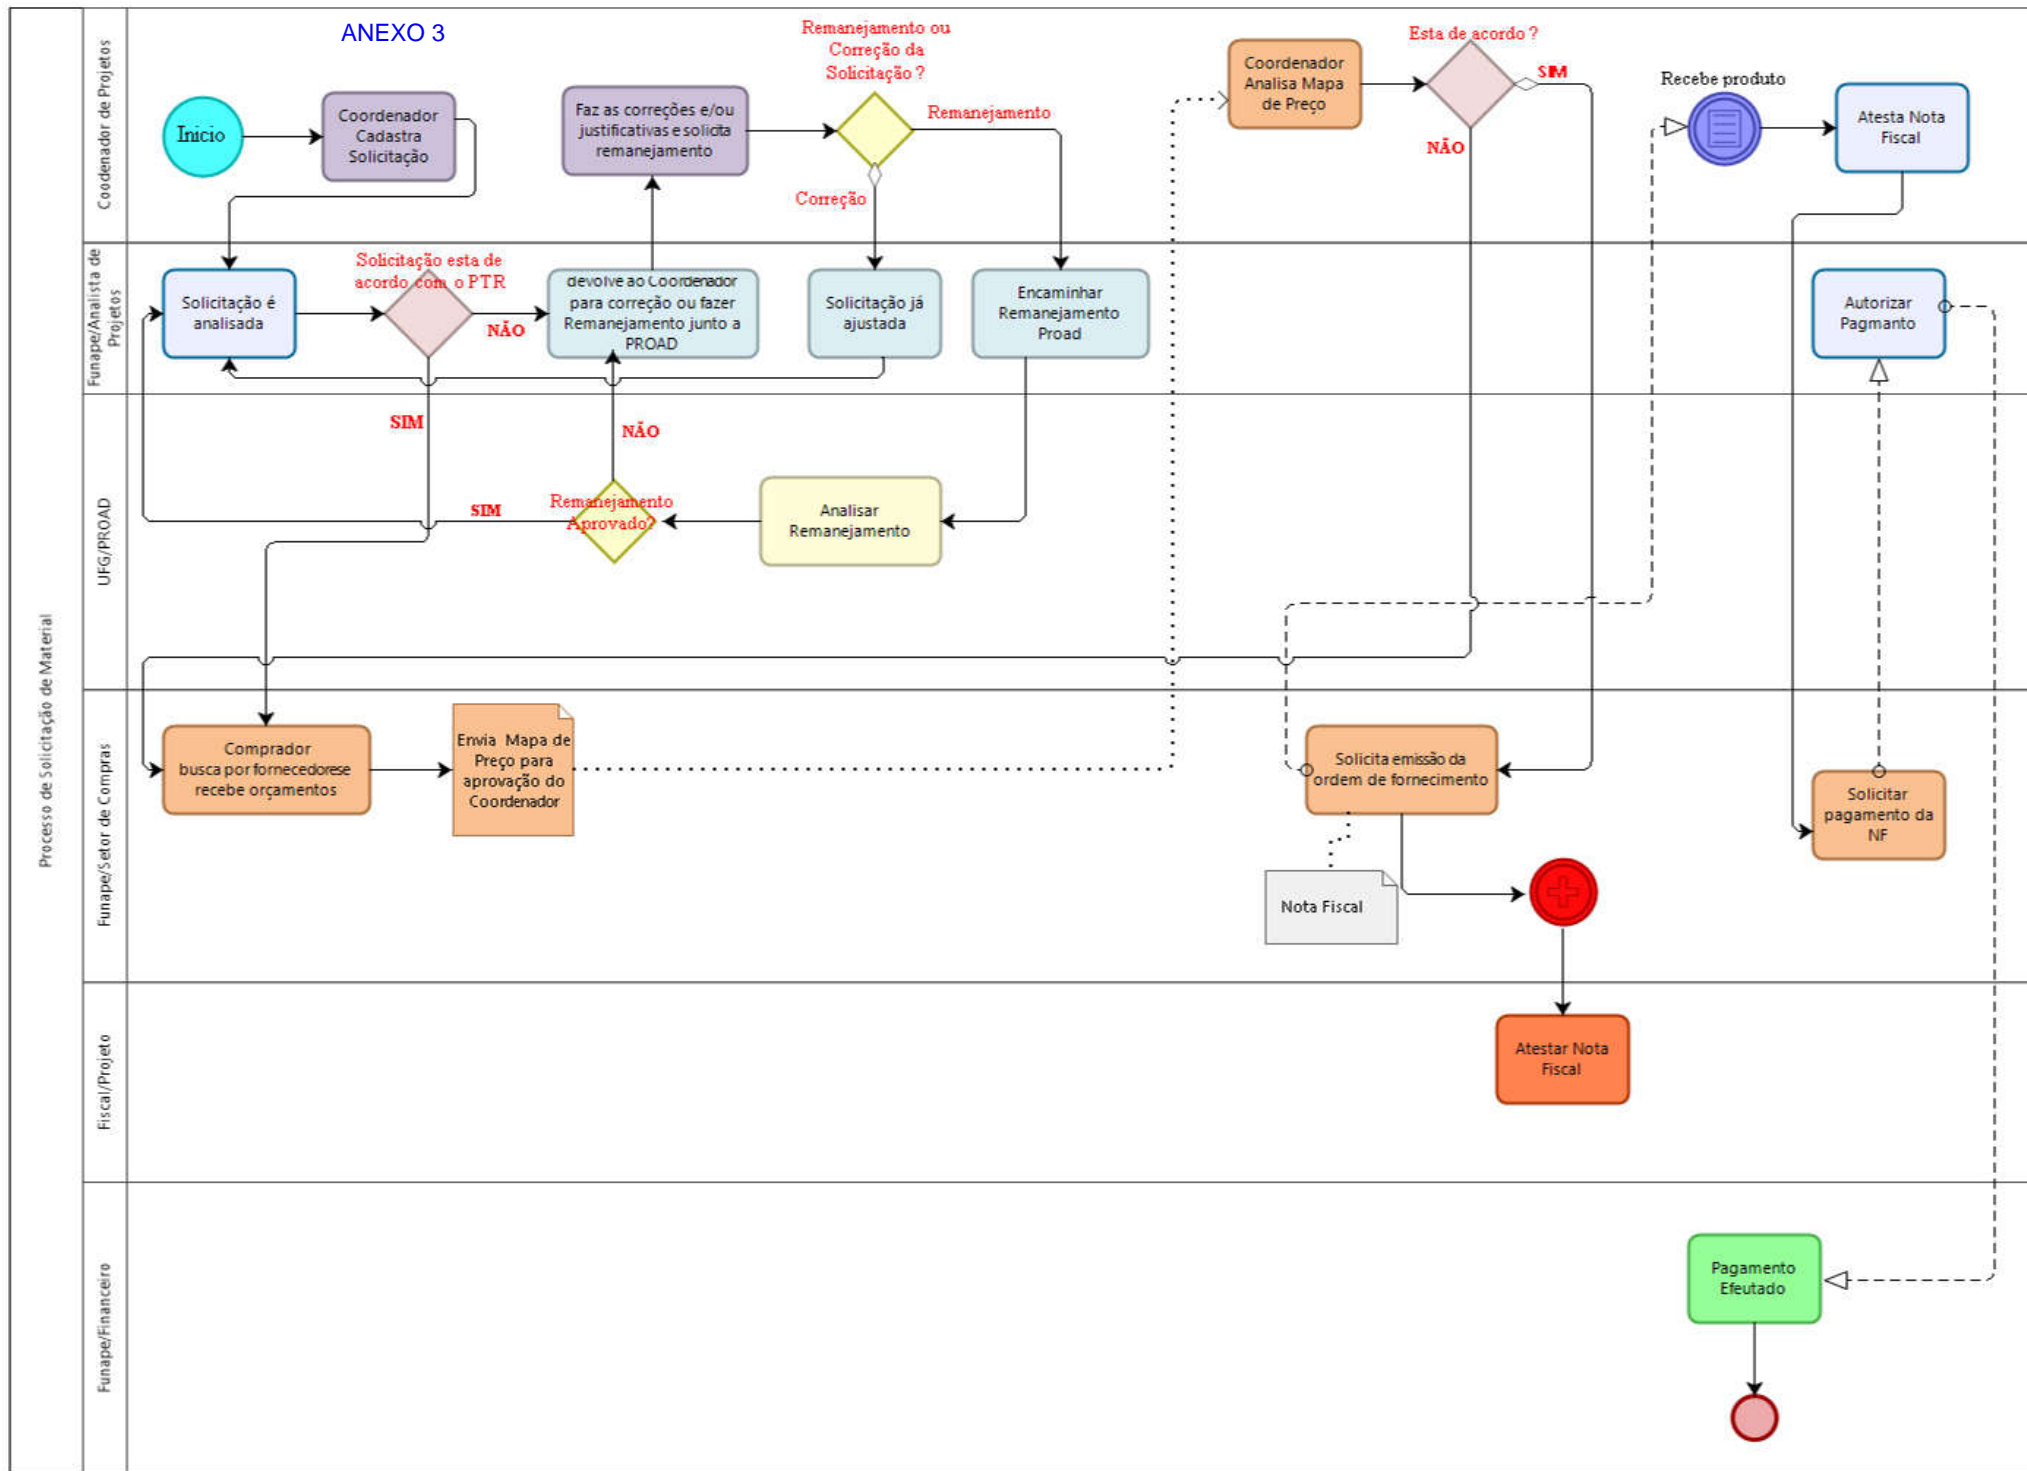 ANEXO 3
Processo de Solicitação de Material
Coodenador de Projetos
Início
Coordenador
Cadastra
Solicitação
Faz as correções e/ou
justificativas e solicita
remanejamento
Remanejamento ou
Correção da
Solicitação ?
Remanejamento
Correção
Coordenador
Analisa Mapa
de Preço
Esta de acordo ?
SIM
NÃO
Recebe produto
Atesta Nota
Fiscal
Funape/Analista de
Projetos
Solicitação é
analisada
Solicitação esta de
acordo com o PTR
NÃO
SIM
devolve ao Coordenador
para correção ou fazer
Remanejamento junto a
PROAD
Solicitação já
ajustada
Encaminhar
Remanejamento
Proad
Autorizar
Pagmanto
UFG/PROAD
NÃO
SIM
Remanejamento
Aprovado?
Analisar
Remanejamento
Funape/Setor de Compras
Comprador
busca por fornecedorese
recebe orçamentos
Envia Mapa de
Preço para
aprovação do
Coordenador
Solicita emissão da
ordem de fornecimento
Nota Fiscal
Solicitar
pagamento da
NF
Fiscal/Projeto
Atestar Nota
Fiscal
Funape/Financeiro
Pagamento
Efeutado